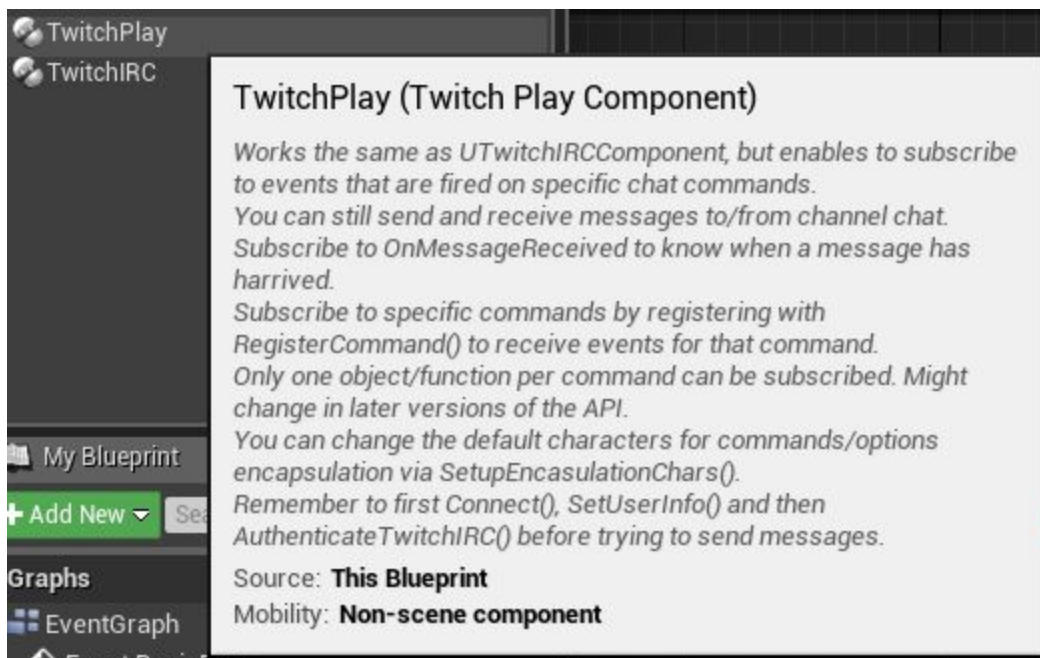 TwitchPlay
TwitchIRC
TwitchPlay (Twitch Play Component)
Works the same as UTwitchIRCComponent, but enables to subscribe
to events that are fired on specific chat commands.
You can still send and receive messages to/from channel chat.
Subscribe to OnMessageReceived to know when a message has
harrived.
Subscribe to specific commands by registering with
RegisterCommand() to receive events for that command.
Only one object/function per command can be subscribed. Might
change in later versions of the API.
You can change the default characters for commands/options
encapsulation via SetupEncasulationChars().
Remember to first Connect(), SetUserInfo() and then
AuthenticateTwitchIRC() before trying to send messages.
Source: This Blueprint
Mobility: Non-scene component
My Blueprint
+ Add New
Graphs
EventGraph